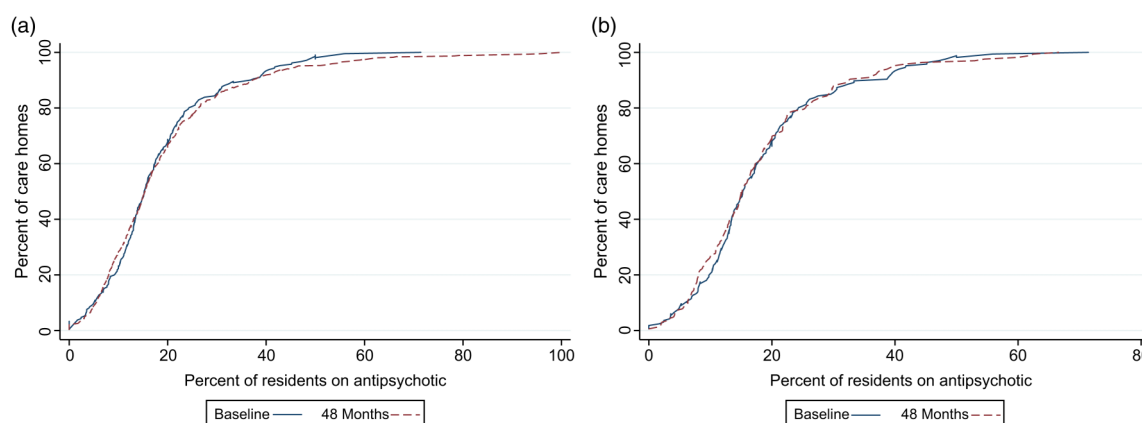 (a)
Percent of care homes
0 20 40 60 80 100
0 20 40 60 80 100
Percent of residents on antipsychotic
Baseline 48 Months
(b)
Percent of care homes
0 20 40 60 80 100
0 20 40 60 8
Percent of residents on antipsychotic
Baseline 48 Months